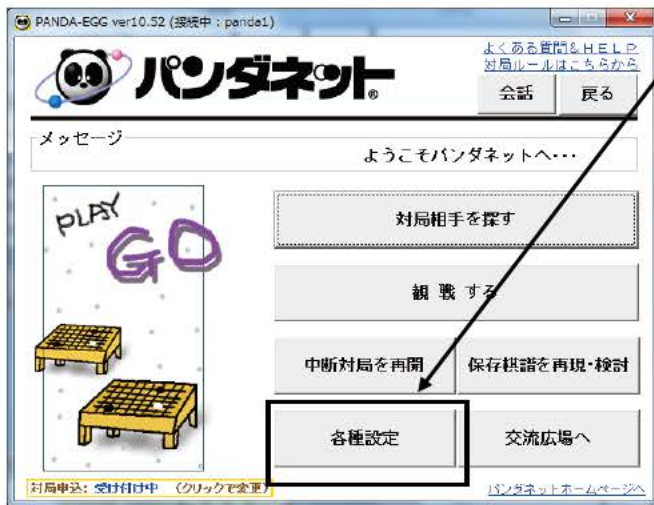 PANDA-EGG ver10.52 (接続中 : panda1)
パンダネット®
よくある質問&HELP
対局ルールはこちらから
会話
戻る
メッセージ
ようこそパンダネットへ・・・
PLAY
GO
対局相手を探す
観 戦 する
中断対局を再開
保存棋譜を再現・検討
各種設定
交流広場へ
対局申込: 受け付け中 (クリックで変更)
パンダネットホームページへ